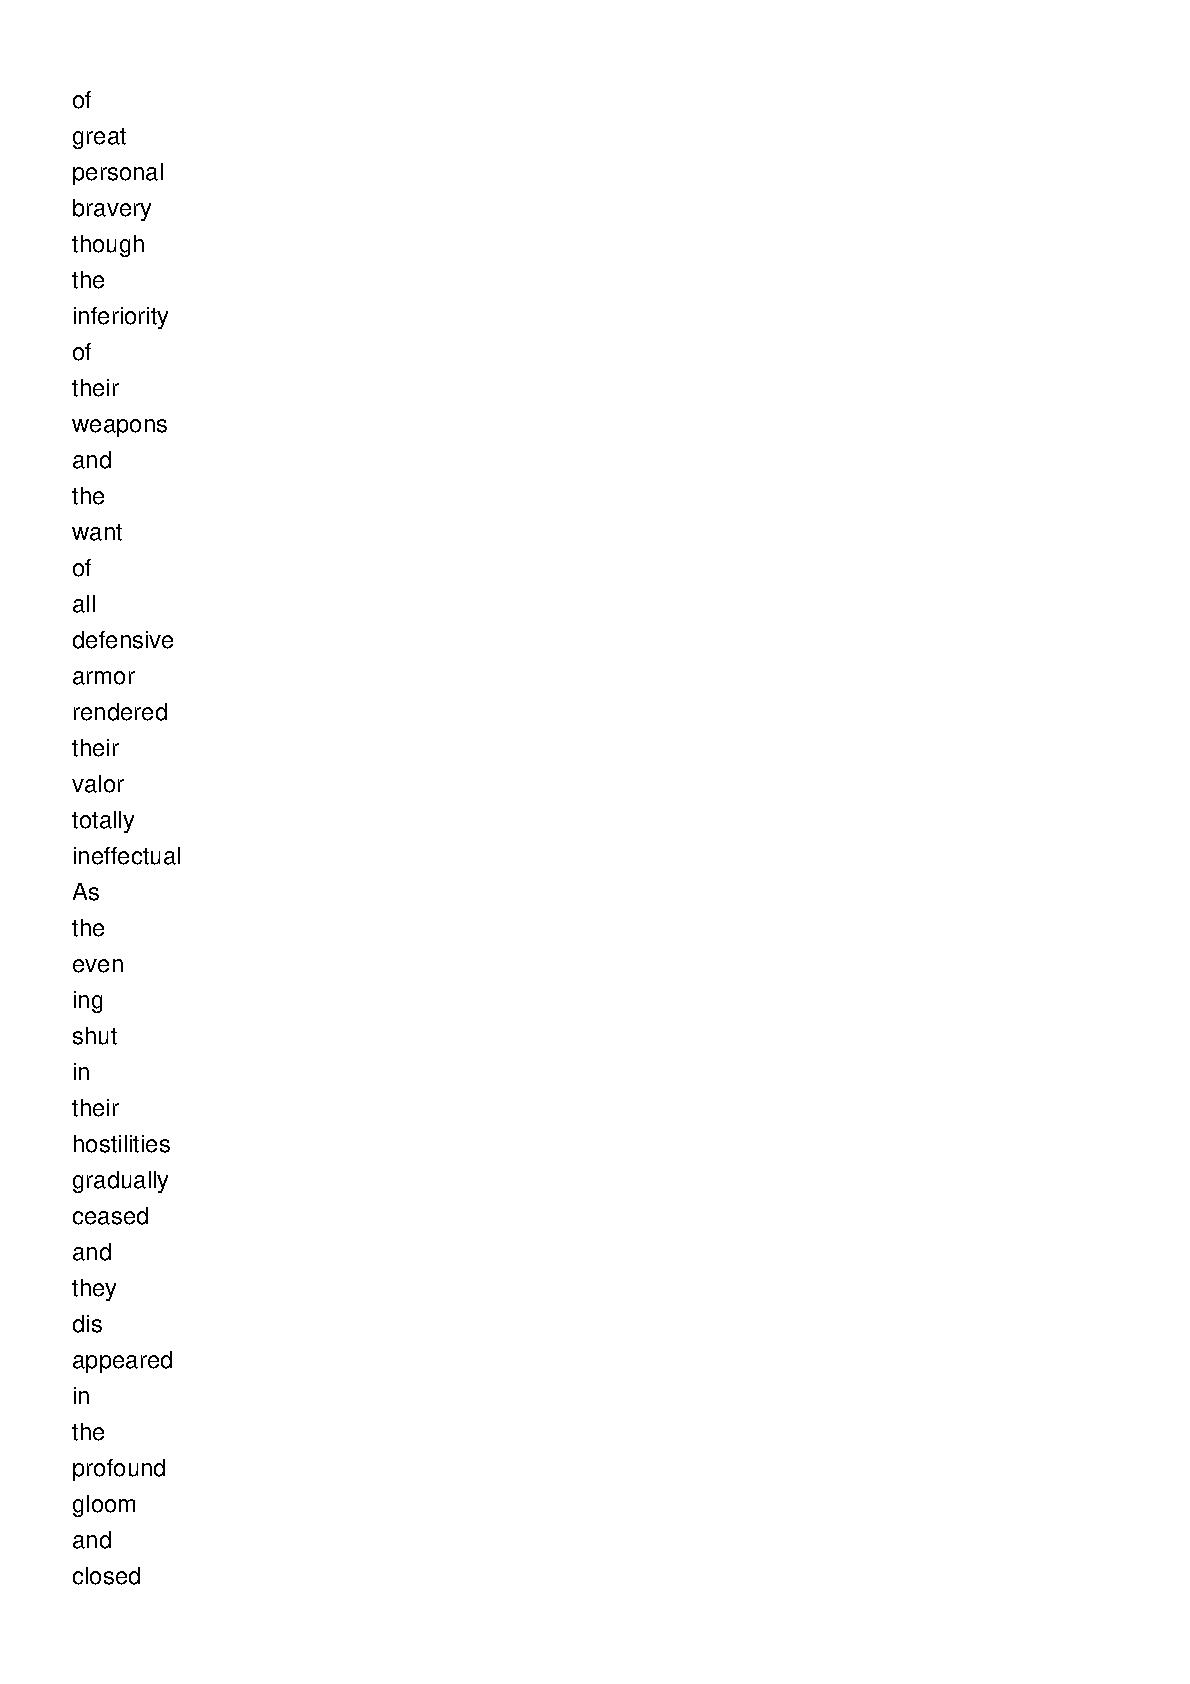 of
great
personal
bravery
though
the
inferiority
of
their
weapons
and
the
want
of
all
defensive
armor
rendered
their
valor
totally
ineffectual
As
the
even
ing
shut
in
their
hostilities
gradually
ceased
and
they
dis
appeared
in
the
profound
gloom
and
closed